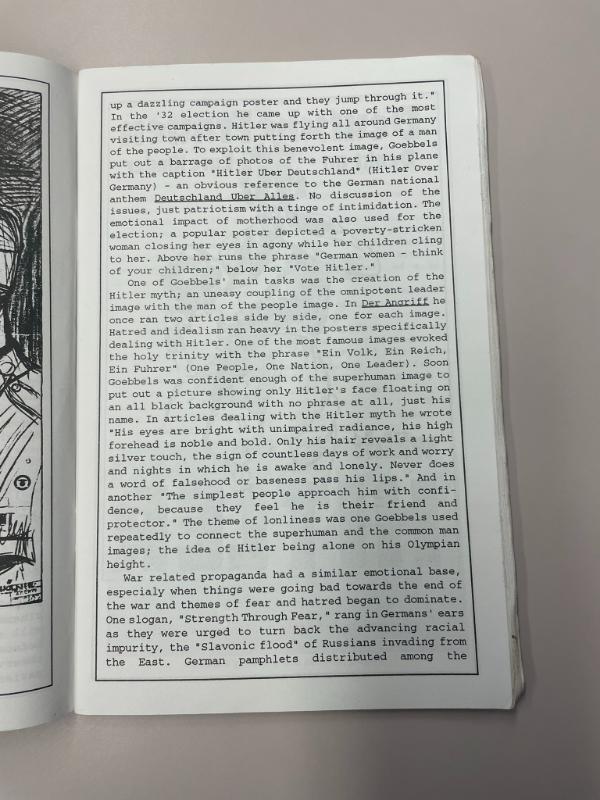 up a dazzling campaign poster and they jump through it."
In the '32 election he came up with one of the most
effective campaigns. Hitler was flying all around Germany
visiting town after town putting forth the image of a man
of the people. To exploit this benevolent image, Goebbels
put out a barrage of photos of the Fuhrer in his plane
with the caption "Hitler Uber Deutschland" (Hitler Over
Germany) - an obvious reference to the German national
anthem Deutschland Uber Alles. No discussion of the
issues, just patriotism with a tinge of intimidation. The
emotional impact of motherhood was also used for the
election; a popular poster depicted a poverty-stricken
woman closing her eyes in agony while her children cling
to her. Above her runs the phrase "German women - think
of your children;" below her "Vote Hitler."
One of Goebbels' main tasks was the creation of the
Hitler myth; an uneasy coupling of the omnipotent leader
image with the man of the people image. In Der Angriff he
once ran two articles side by side, one for each image.
Hatred and idealism ran heavy in the posters specifically
dealing with Hitler. One of the most famous images evoked
the holy trinity with the phrase "Ein Volk, Ein Reich,
Ein Fuhrer" (One People, One Nation, One Leader). Soon
Goebbels was confident enough of the superhuman image to
put out a picture showing only Hitler's face floating on
an all black background with no phrase at all, just his
name. In articles dealing with the Hitler myth he wrote
"His eyes are bright with unimpaired radiance, his high
forehead is noble and bold. Only his hair reveals a light
silver touch, the sign of countless days of work and worry
and nights in which he is awake and lonely. Never does
a word of falsehood or baseness pass his lips." And in
another "The simplest people approach him with confi-
dence, because they feel he is their friend and
protector." The theme of lonliness was one Goebbels used
repeatedly to connect the superhuman and the common man
images; the idea of Hitler being alone on his Olympian
height.
War related propaganda had a similar emotional base,
especialy when things were going bad towards the end of
the war and themes of fear and hatred began to dominate.
One slogan, "Strength Through Fear," rang in Germans' ears
as they were urged to turn back the advancing racial
impurity, the "Slavonic flood" of Russians invading from
the East. German pamphlets distributed among the